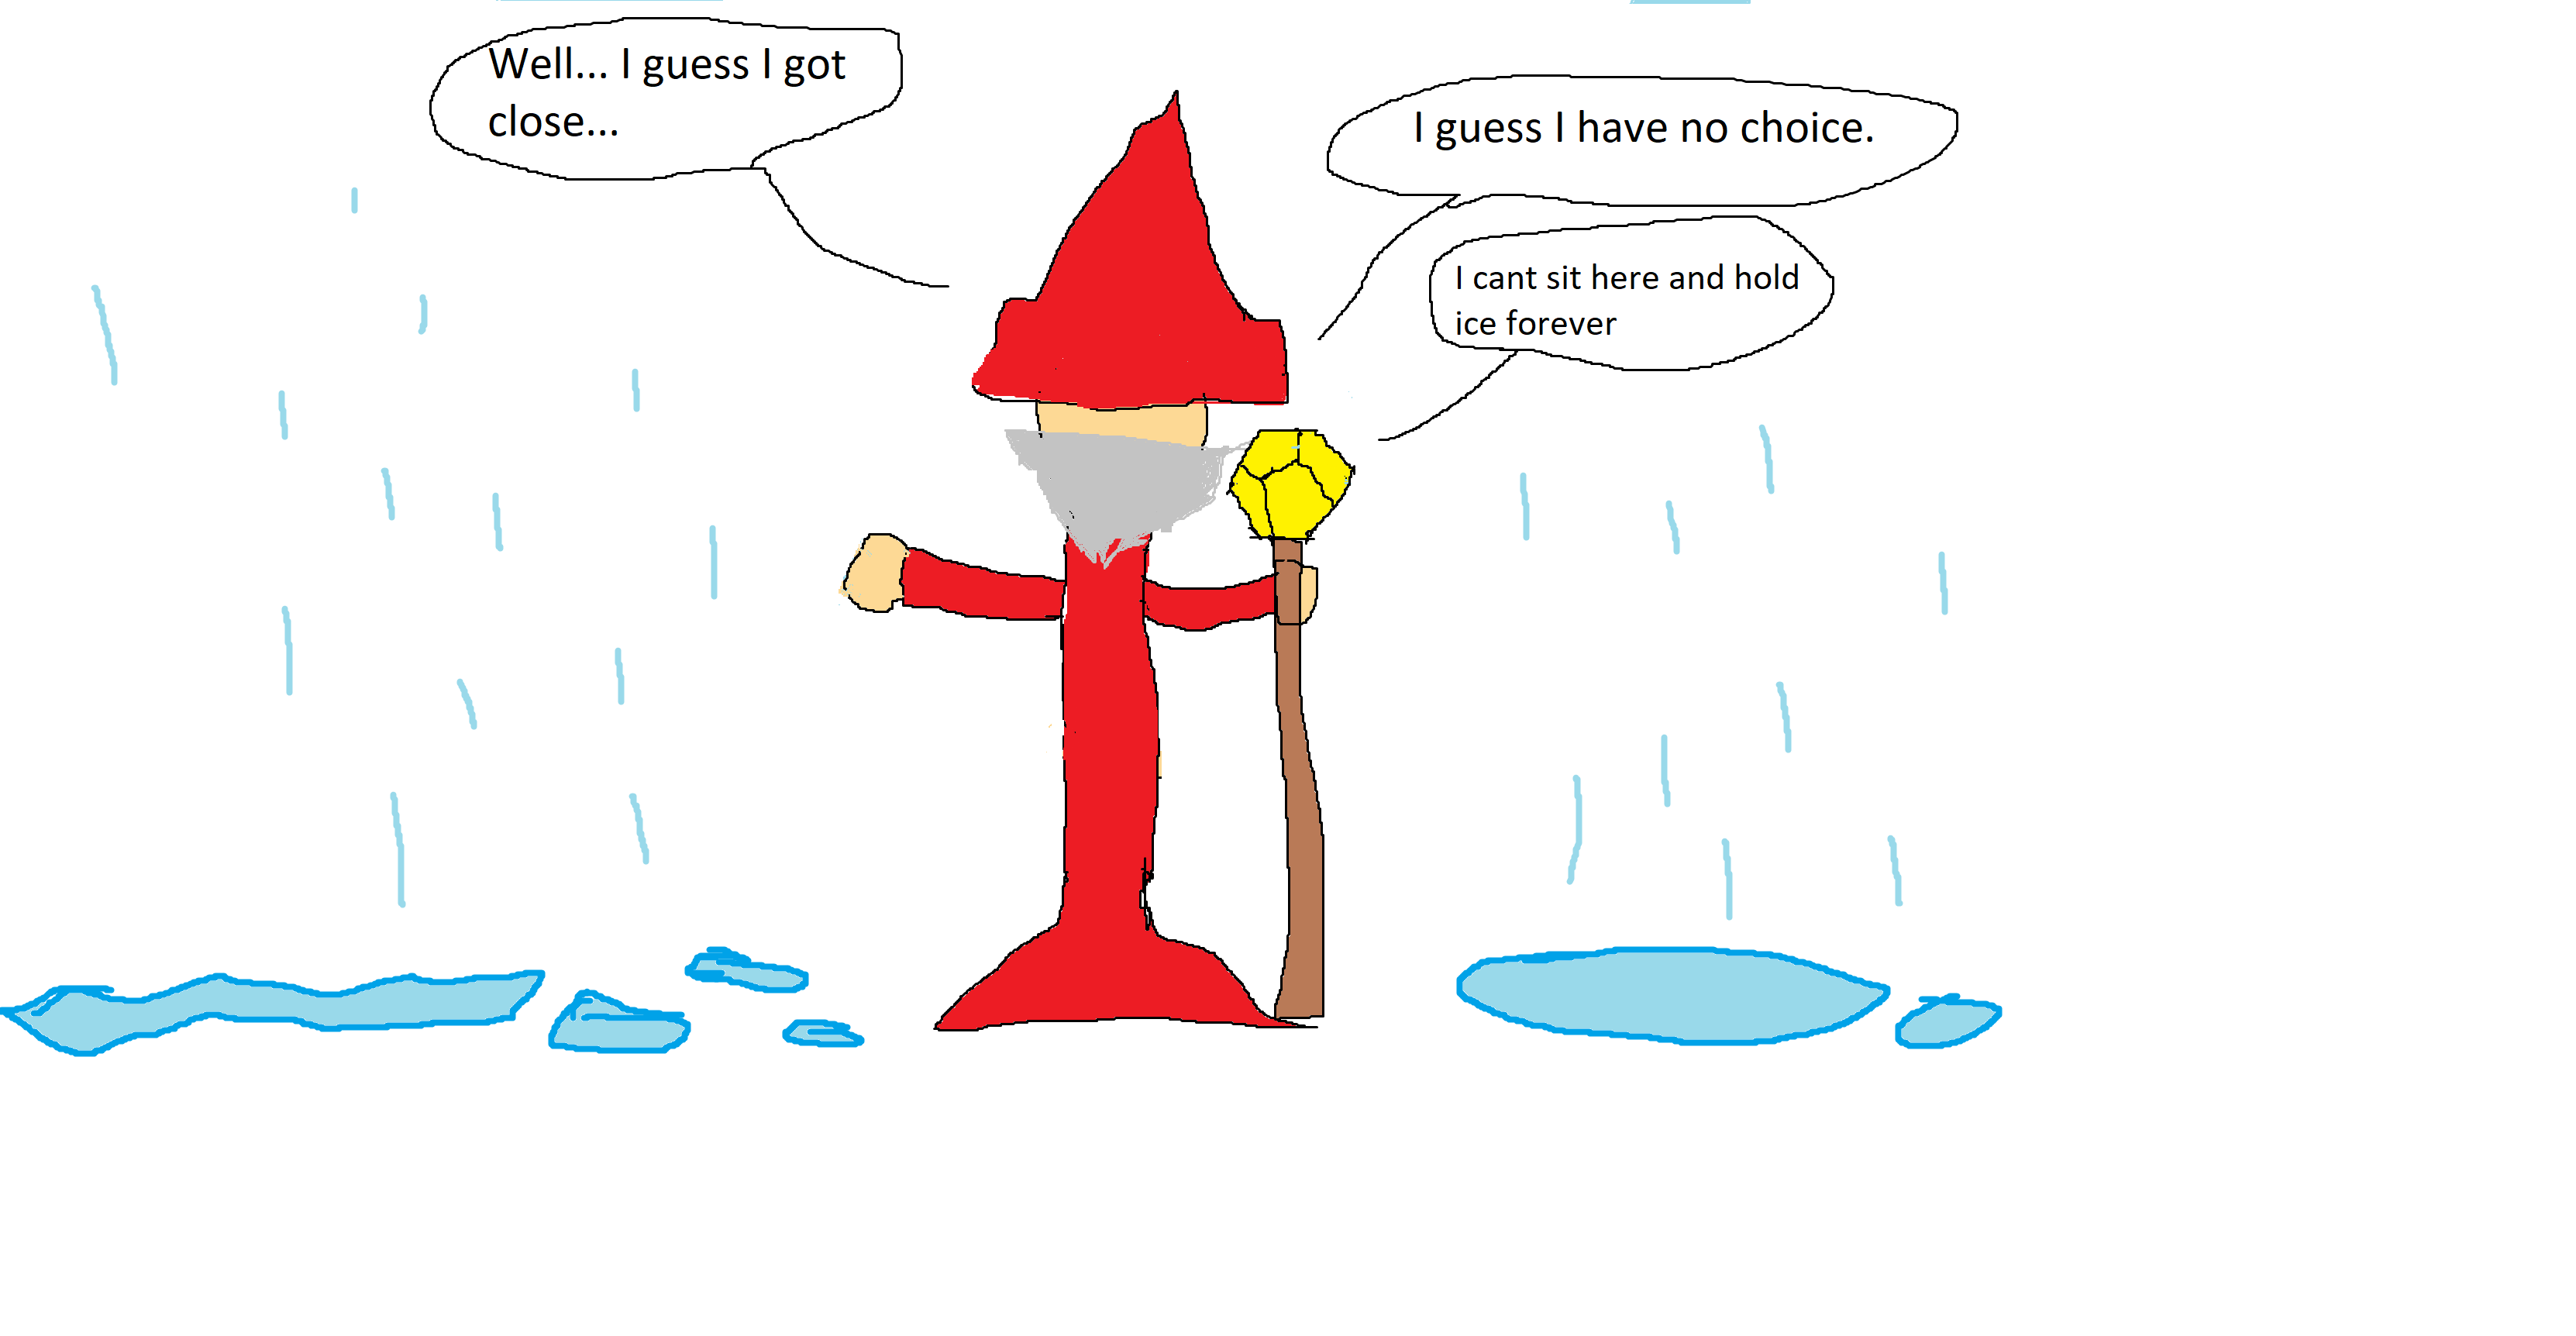 Well... I guess I got
close...
I guess I have no choice.
I cant sit here and hold
ice forever